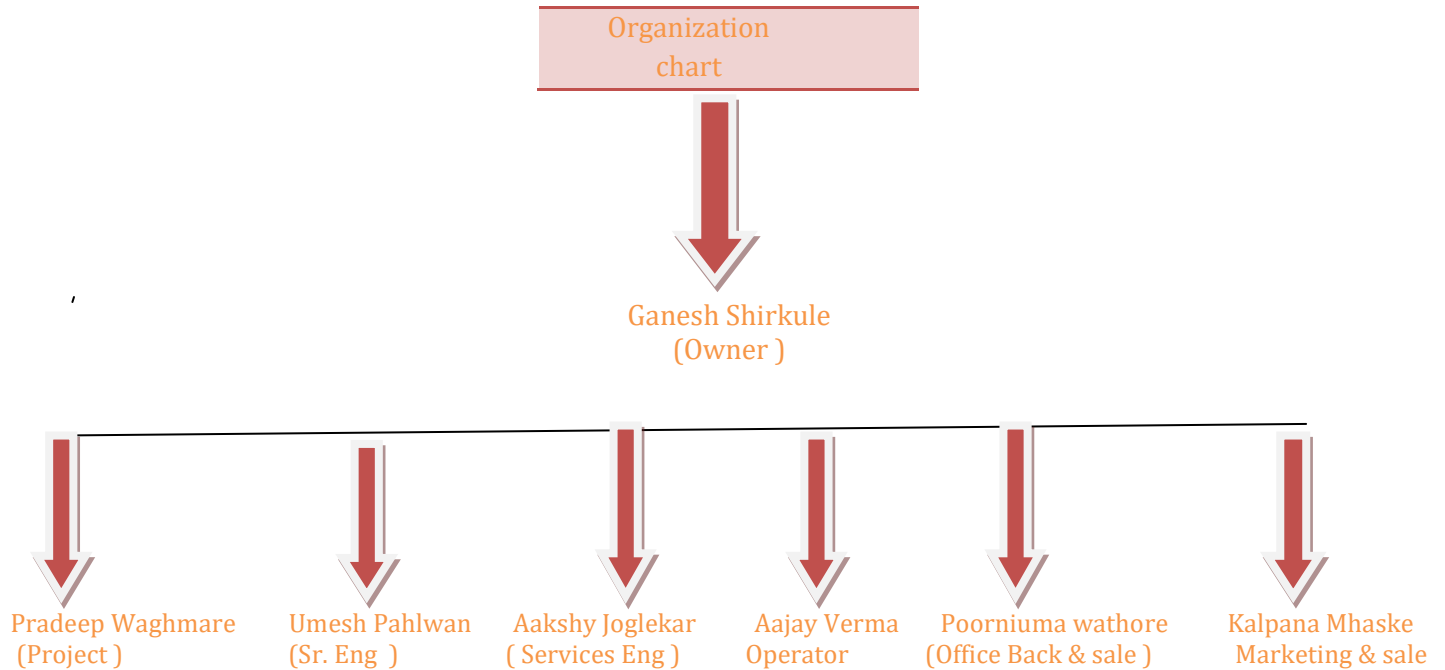 Organization
chart
Ganesh Shirkule
(Owner )
Pradeep Waghmare
(Project )
Umesh Pahlwan
(Sr. Eng )
Aakshy Joglekar
( Services Eng )
Aajay Verma
Operator
Poorniuma wathore
(Office Back & sale )
Kalpana Mhaske
Marketing & sale